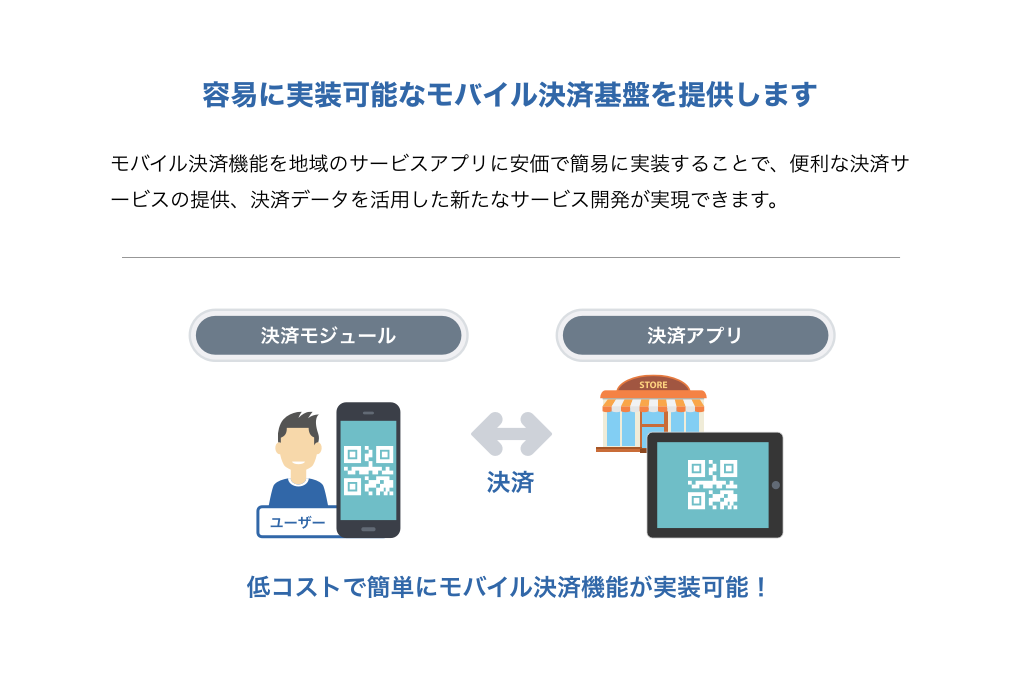 容易に実装可能なモバイル決済基盤を提供します
モバイル決済機能を地域のサービスアプリに安価で簡易に実装することで、便利な決済サ
ービスの提供、決済データを活用した新たなサービス開発が実現できます。
決済モジュール
決済アプリ
STORE
決済
ユーザー
低コストで簡単にモバイル決済機能が実装可能！